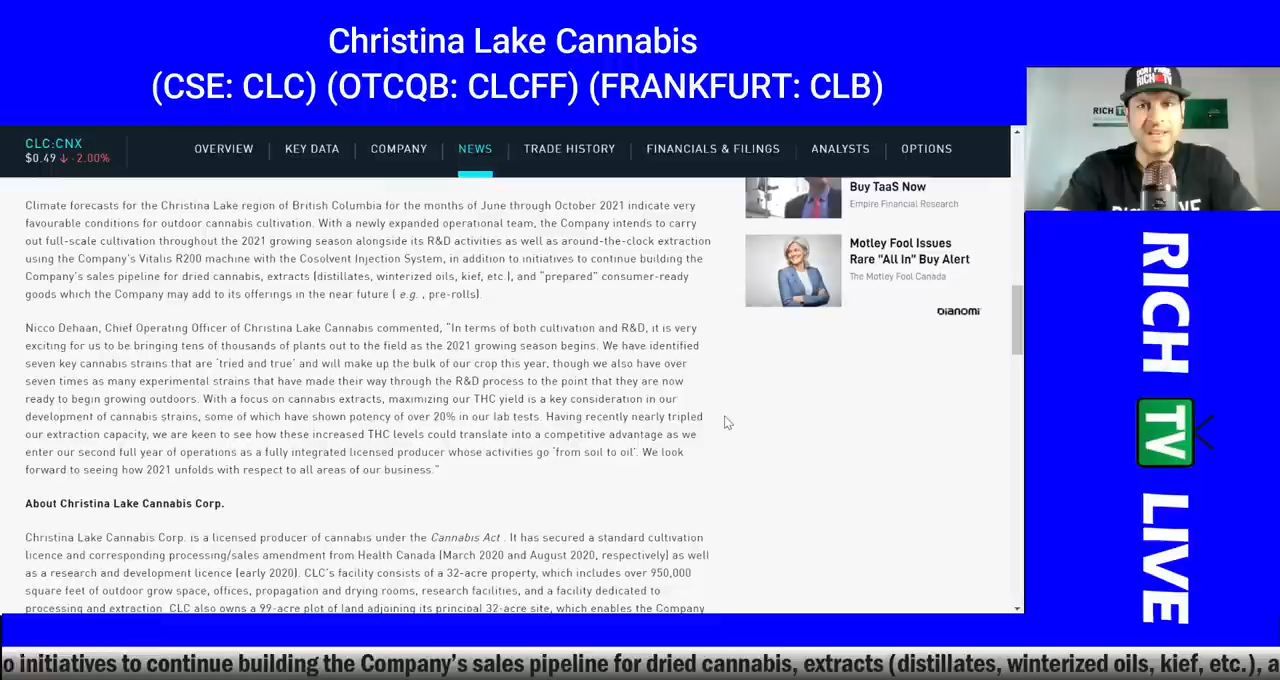 Christina Lake Cannabis
(CSE: CLC) (OTCQB: CLCFF) (FRANKFURT: CLB)
CLC:CNX
$0.49 ↓ -2.00%
OVERVIEW | KEY DATA | COMPANY | NEWS | TRADE HISTORY | FINANCIALS & FILINGS | ANALYSTS | OPTIONS
Climate forecasts for the Christina Lake region of British Columbia for the months of June through October 2021 indicate very
favourable conditions for outdoor cannabis cultivation. With a newly expanded operational team, the Company intends to carry
out full-scale cultivation throughout the 2021 growing season alongside its R&D activities as well as around-the-clock extraction
using the Company's Vitalis R200 machine with the Cosolvent Injection System, in addition to initiatives to continue building the
Company's sales pipeline for dried cannabis, extracts (distillates, winterized oils, kief, etc.), and "prepared" consumer-ready
goods which the Company may add to its offerings in the near future ( e.g. , pre-rolls).
Nicco Dehaan, Chief Operating Officer of Christina Lake Cannabis commented, "In terms of both cultivation and R&D, it is very
exciting for us to be bringing tens of thousands of plants out to the field as the 2021 growing season begins. We have identified
seven key cannabis strains that are 'tried and true' and will make up the bulk of our crop this year, though we also have over
seven times as many experimental strains that have made their way through the R&D process to the point that they are now
ready to begin growing outdoors. With a focus on cannabis extracts, maximizing our THC yield is a key consideration in our
development of cannabis strains, some of which have shown potency of over 20% in our lab tests. Having recently nearly tripled
our extraction capacity, we are keen to see how these increased THC levels could translate into a competitive advantage as we
enter our second full year of operations as a fully integrated licensed producer whose activities go 'from soil to oil'. We look
forward to seeing how 2021 unfolds with respect to all areas of our business."
About Christina Lake Cannabis Corp.
Christina Lake Cannabis Corp. is a licensed producer of cannabis under the Cannabis Act . It has secured a standard cultivation
licence and corresponding processing/sales amendment from Health Canada (March 2020 and August 2020, respectively) as well
as a research and development licence (early 2020). CLC's facility consists of a 32-acre property, which includes over 950,000
square feet of outdoor grow space, offices, propagation and drying rooms, research facilities, and a facility dedicated to
processing and extraction. CLC also owns a 99-acre plot of land adjoining its principal 32-acre site, which enables the Company
Buy TaaS Now
Empire Financial Research
Motley Fool Issues
Rare "All In" Buy Alert
The Motley Fool Canada
bianomi
RICH TV LIVE
o initiatives to continue building the Company's sales pipeline for dried cannabis, extracts (distillates, winterized oils, kief, etc.), a